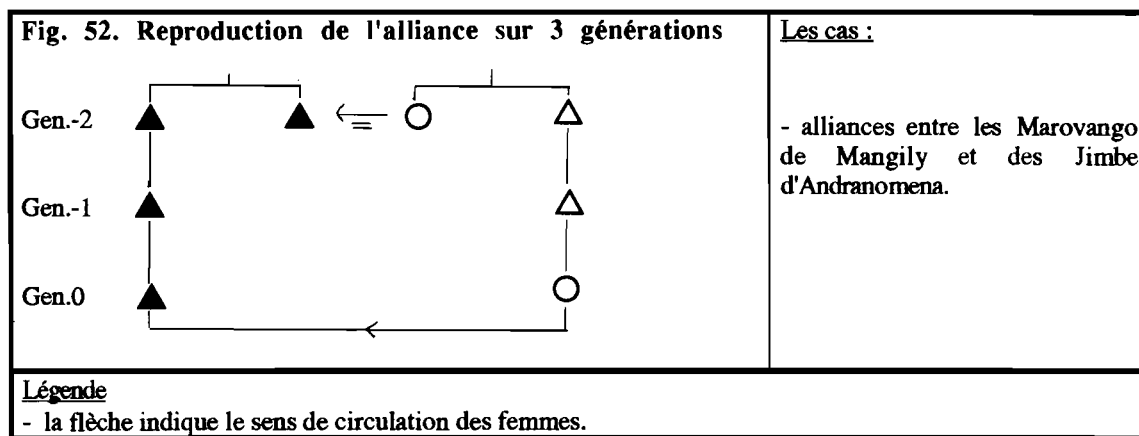 Fig. 52. Reproduction de l'alliance sur 3 générations
Les cas :
Gen.-2
- alliances entre les Marovango
de Mangily et des Jimbe
d'Andranomena.
Gen.-1
Gen.0
Légende
- la flèche indique le sens de circulation des femmes.